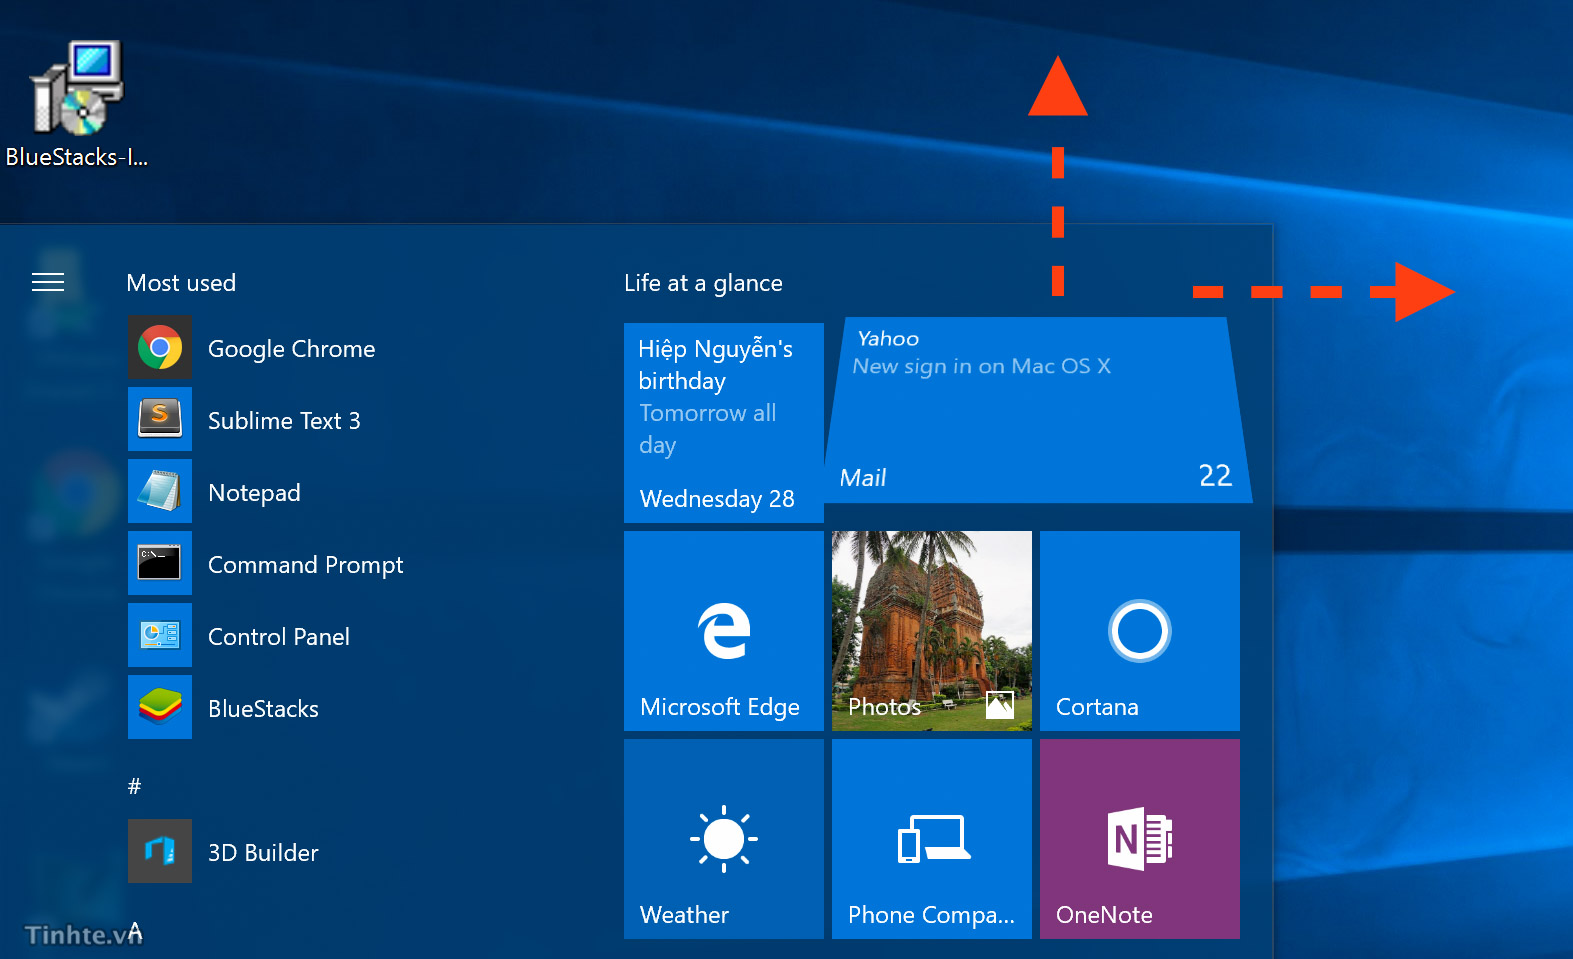 BlueStacks-I...
Most used
Google Chrome
Sublime Text 3
Notepad
Command Prompt
Control Panel
BlueStacks
#
3D Builder
A
Life at a glance
Hiệp Nguyễn's
birthday
Tomorrow all
day
Wednesday 28
Yahoo
New sign in on Mac OS X
Mail
22
Microsoft Edge
Photos
Cortana
Weather
Phone Compa...
OneNote
C:\._
S
N
Tinhte.vn